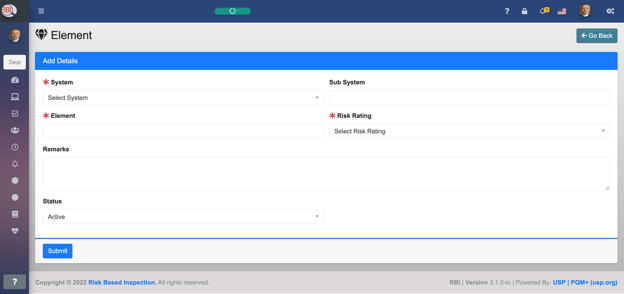 RBI
?
Element
Go Back
Sear
Add Details
System
Sub System
Select System
Element
Risk Rating
Select Risk Rating
Remarks
Status
Active
Submit
?
Copyright © 2022 Risk Based Inspection. All rights reserved.
RBI | Version 3.1.0-rc | Powered By: USP | PQM+ (usp.org)